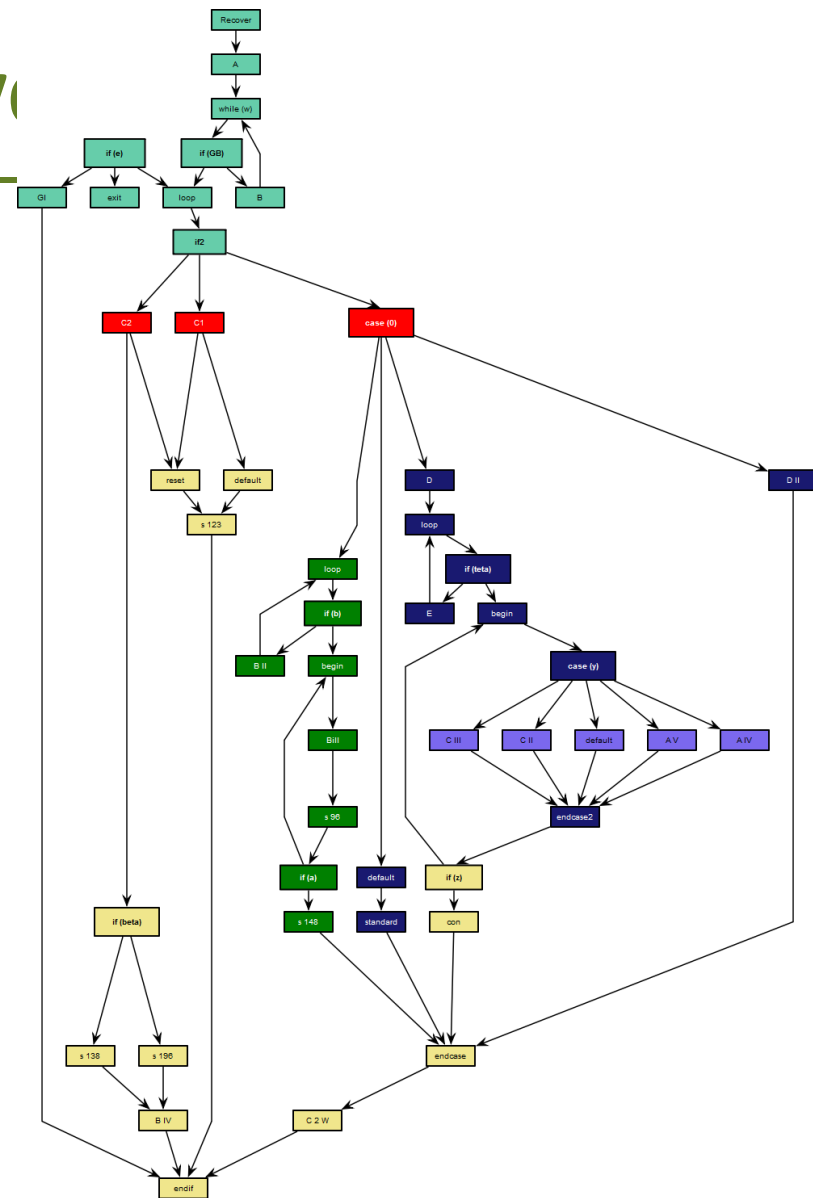 Recover
A
while (w)
if (e)
if (GB)
GI
exit
loop
B
if2
C2
C1
case (0)
reset
default
D
D II
s 123
loop
loop
if (teta)
if (b)
E
begin
B II
begin
case (y)
BiII
C III
C II
default
A V
A IV
s 96
endcase2
if (a)
default
if (z)
if (beta)
s 148
standard
con
s 138
s 196
endcase
B IV
C 2 W
endif